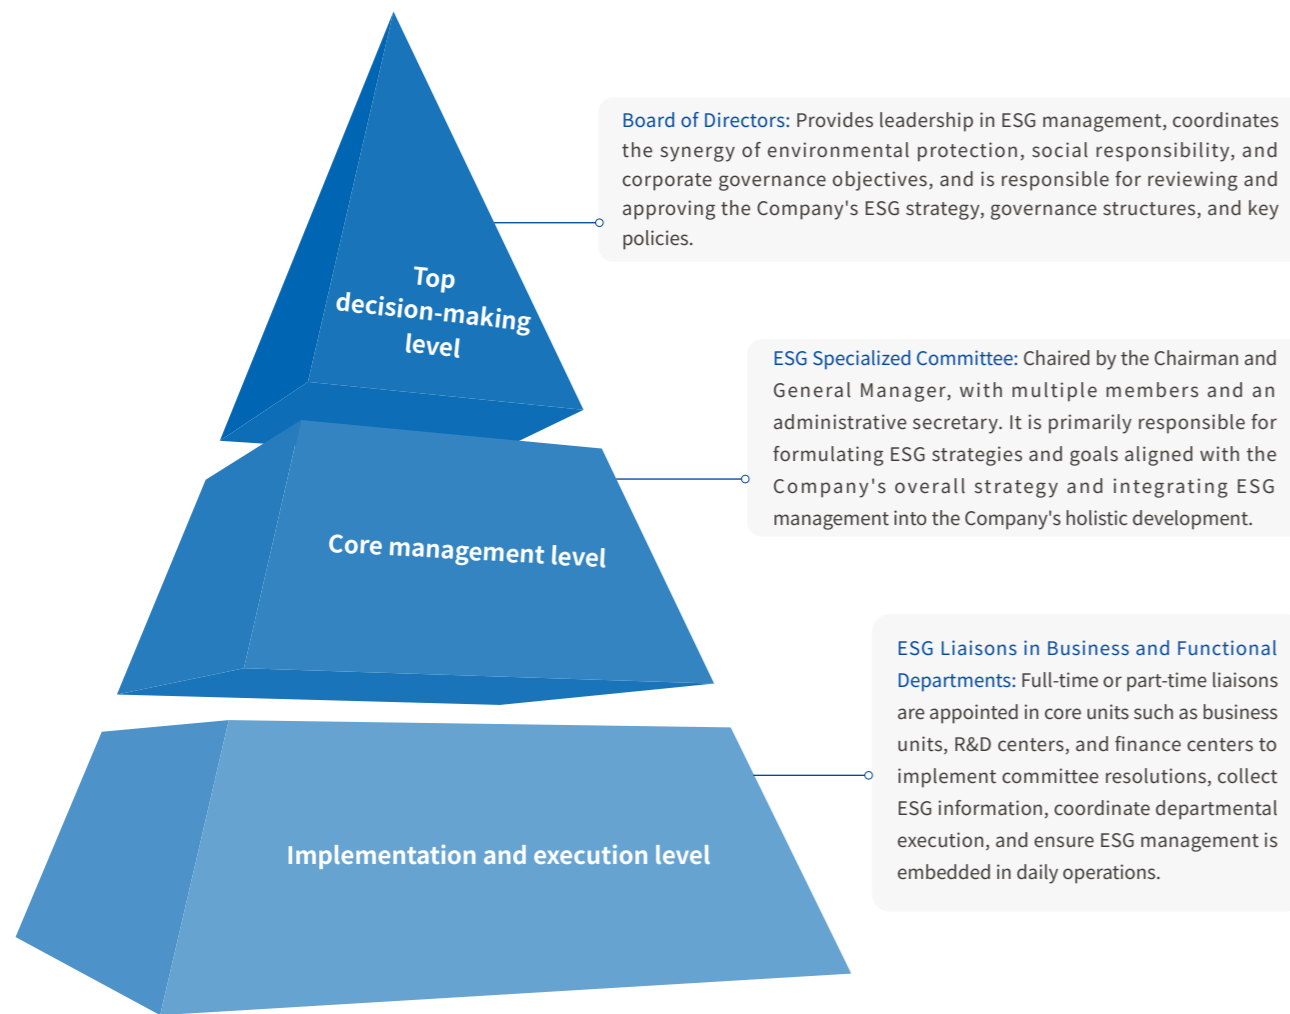 Top
decision-making
level
Board of Directors: Provides leadership in ESG management, coordinates
the synergy of environmental protection, social responsibility, and
corporate governance objectives, and is responsible for reviewing and
approving the Company's ESG strategy, governance structures, and key
policies.
Core management level
ESG Specialized Committee: Chaired by the Chairman and
General Manager, with multiple members and an
administrative secretary. It is primarily responsible for
formulating ESG strategies and goals aligned with the
Company's overall strategy and integrating ESG
management into the Company's holistic development.
Implementation and execution level
ESG Liaisons in Business and Functional
Departments: Full-time or part-time liaisons
are appointed in core units such as business
units, R&D centers, and finance centers to
implement committee resolutions, collect
ESG information, coordinate departmental
execution, and ensure ESG management is
embedded in daily operations.